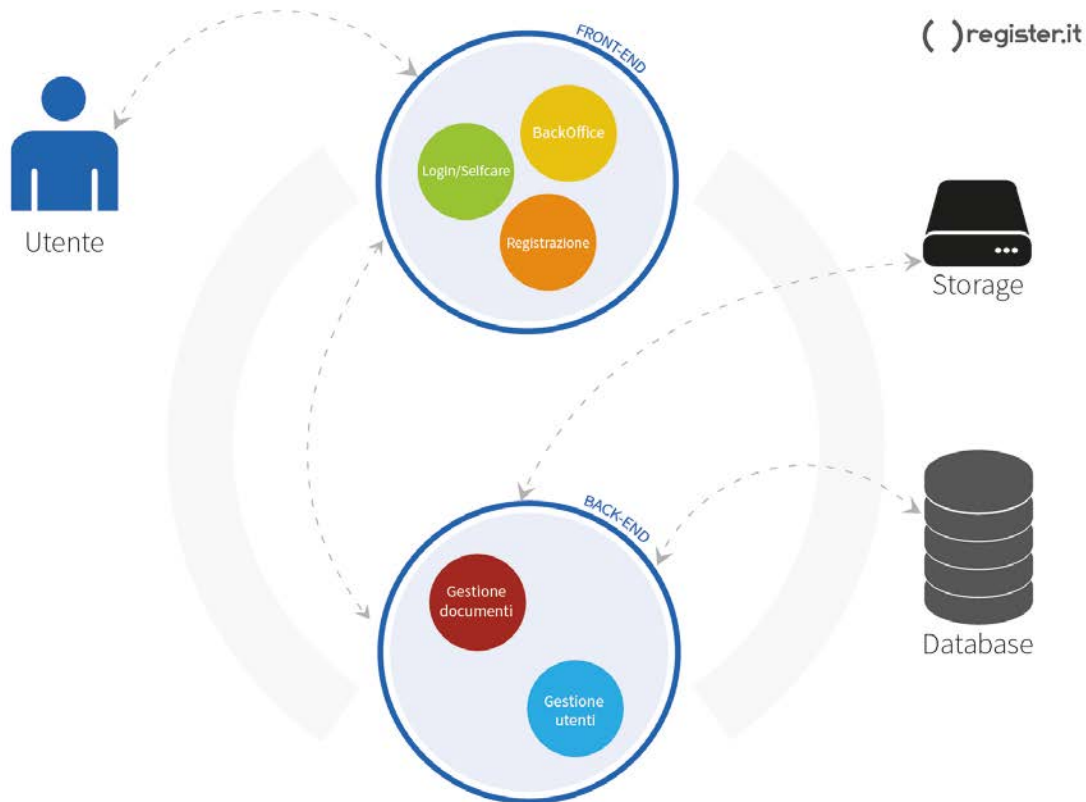 ( ) register.it
FRONT-END
BackOffice
Login/Selfcare
Registrazione
Utente
Storage
BACK-END
Gestione
documenti
Gestione
utenti
Database